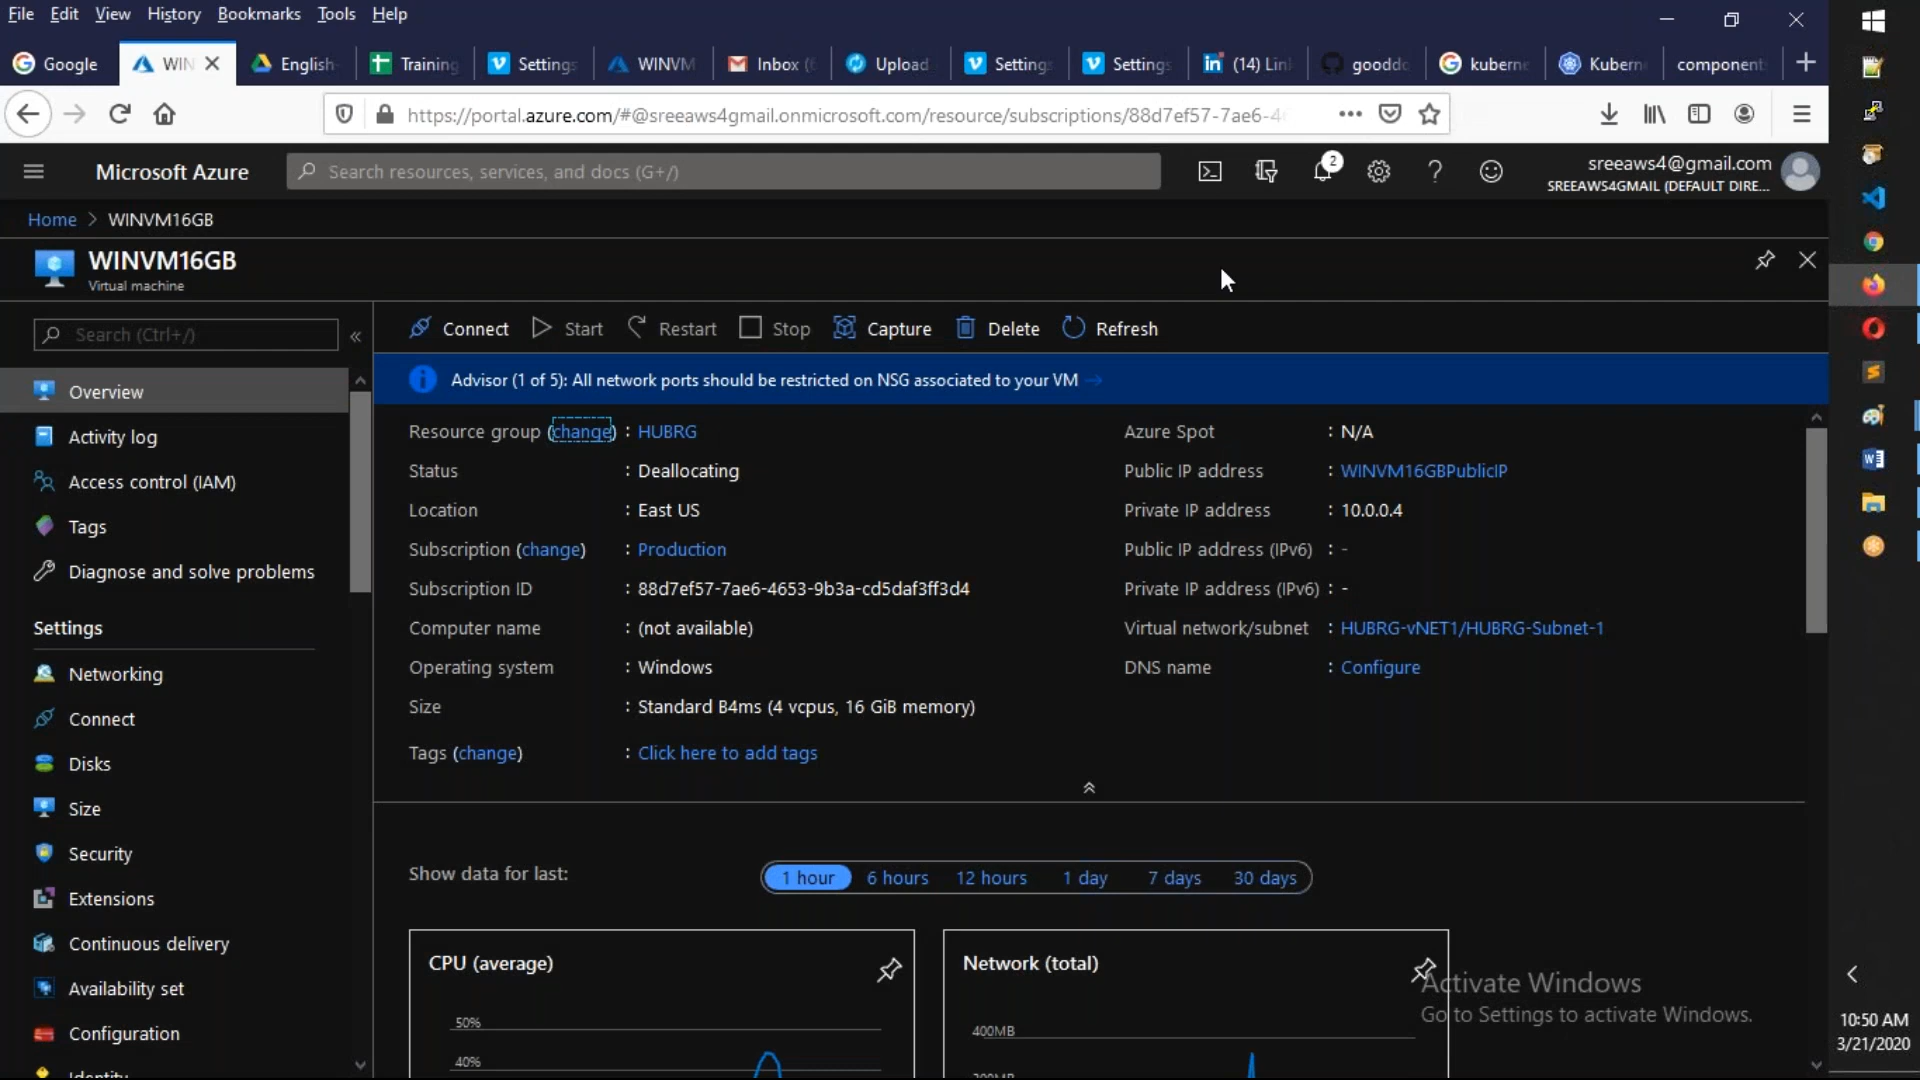 File Edit View History Bookmarks Tools Help
Google WIN English Training Settings WINVM Inbox Upload Setting Setting (14) Lin gooddo kuberne Kubern component
https://portal.azure.com/#@sreeaws4gmail.onmicrosoft.com/resource/subscriptions/88d7ef57-7ae6-4
Microsoft Azure Search resources, services, and docs (G+/) 2 sreeaws4@gmail.com
SREEAWS4GMAIL (DEFAULT DIRE...
Home > WINVM16GB
WINVM16GB
Virtual machine
Search (Ctrl+/) « Connect Start Restart Stop Capture Delete Refresh
Advisor (1 of 5): All network ports should be restricted on NSG associated to your VM →
Overview
Activity log
Access control (IAM)
Tags
Diagnose and solve problems
Settings
Networking
Connect
Disks
Size
Security
Extensions
Continuous delivery
Availability set
Configuration
Identity
Resource group (change) : HUBRG
Status : Deallocating
Location : East US
Subscription (change) : Production
Subscription ID : 88d7ef57-7ae6-4653-9b3a-cd5daf3ff3d4
Computer name : (not available)
Operating system : Windows
Size : Standard B4ms (4 vcpus, 16 GiB memory)
Tags (change) : Click here to add tags
Azure Spot : N/A
Public IP address : WINVM16GBPublicIP
Private IP address : 10.0.0.4
Public IP address (IPv6) : -
Private IP address (IPv6) : -
Virtual network/subnet : HUBRG-vNET1/HUBRG-Subnet-1
DNS name : Configure
Show data for last: 1 hour 6 hours 12 hours 1 day 7 days 30 days
CPU (average)
50%
40%
Network (total)
400MB
300MB
Activate Windows
Go to Settings to activate Windows.
10:50 AM
3/21/2020